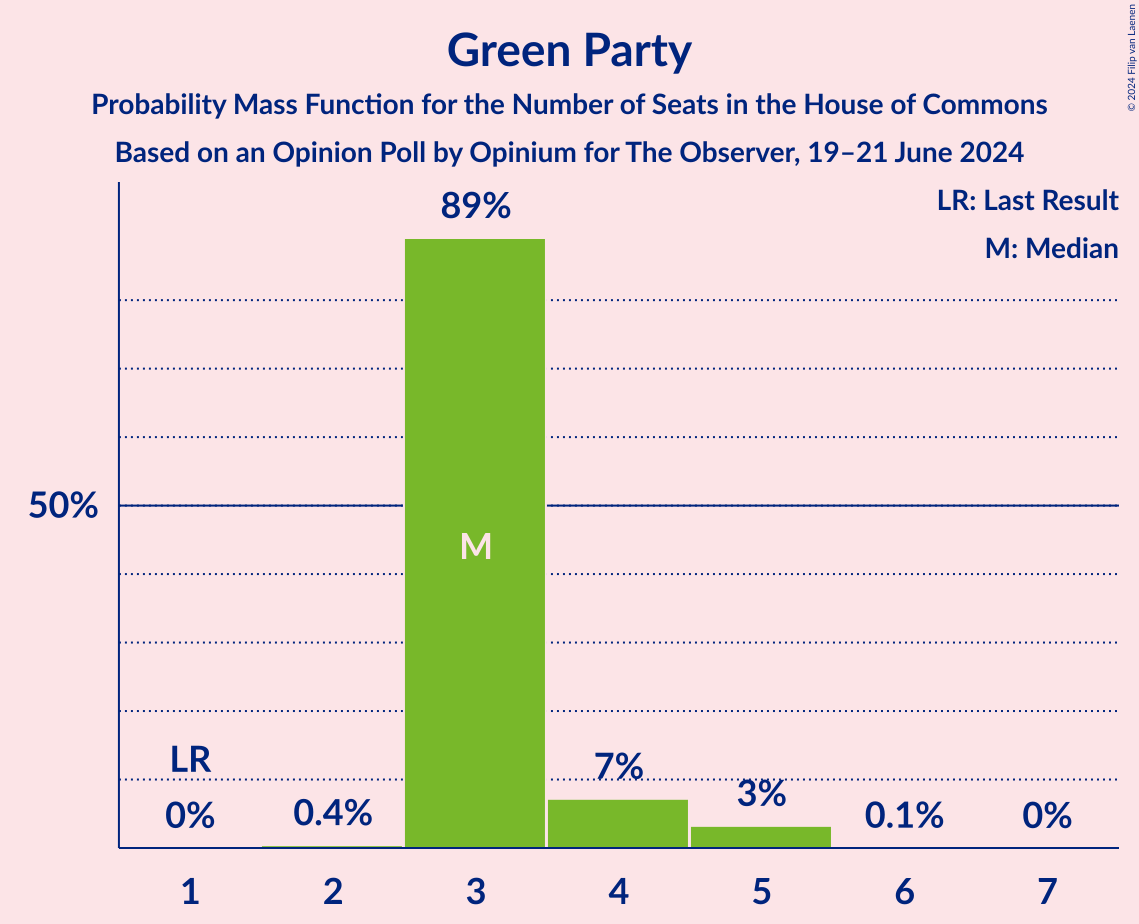 Green Party
Probability Mass Function for the Number of Seats in the House of Commons
Based on an Opinion Poll by Opinium for The Observer, 19–21 June 2024
© 2024 Filip van Laenen
LR: Last Result
M: Median
89%
50%
M
LR
0%
0.4%
7%
3%
0.1%
0%
1 2 3 4 5 6 7